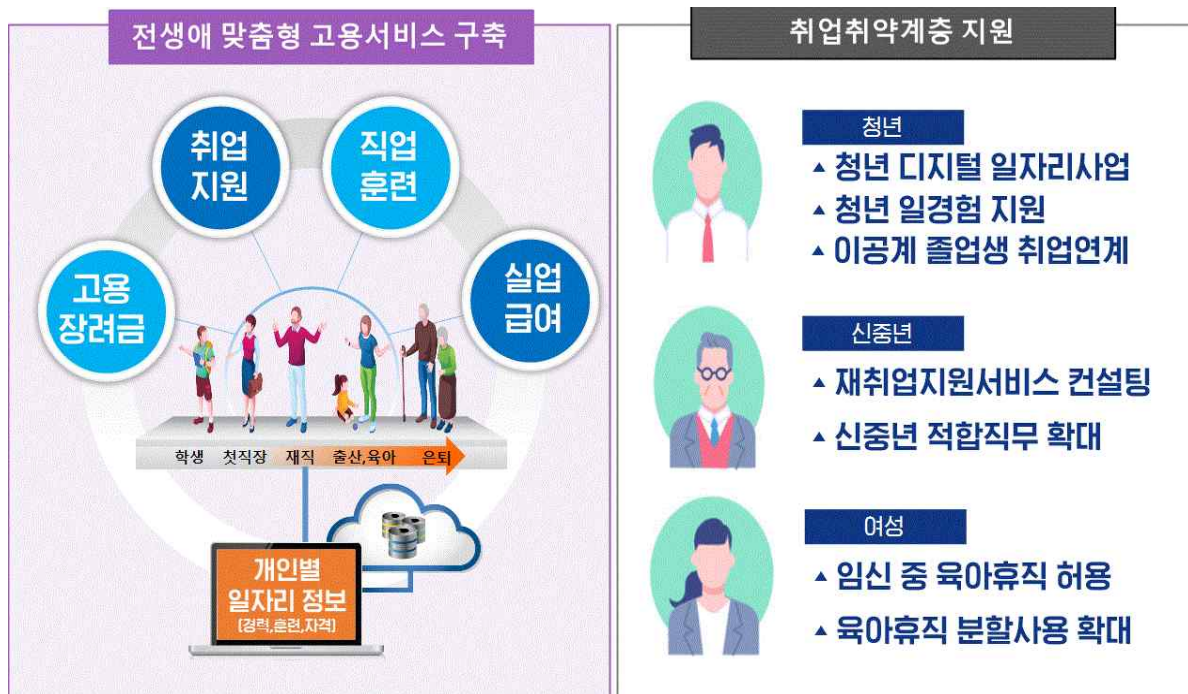 전생애 맞춤형 고용서비스 구축
취업
지원
직업
훈련
고용
장려금
실업
급여
학생 첫직장 재직 출산,육아 은퇴
개인별
일자리 정보
(경력,훈련,자격)
취업취약계층 지원
청년
▲ 청년 디지털 일자리사업
▲ 청년 일경험 지원
▲ 이공계 졸업생 취업연계
신중년
▲ 재취업지원서비스 컨설팅
▲ 신중년 적합직무 확대
여성
▲ 임신 중 육아휴직 허용
▲ 육아휴직 분할사용 확대